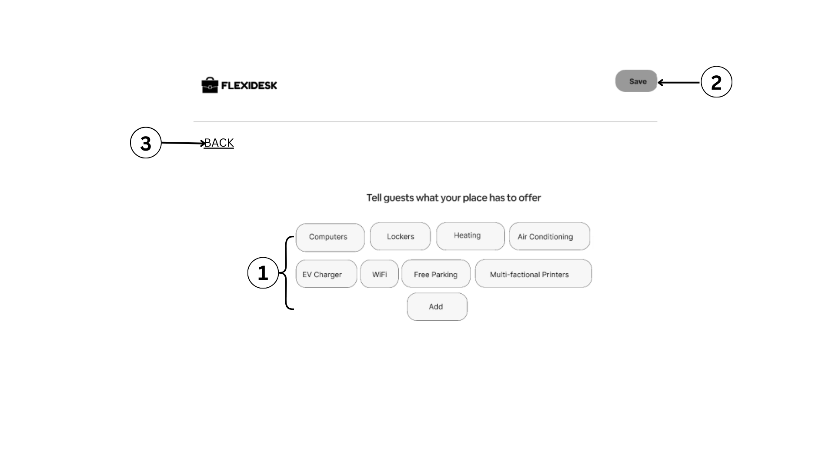 FLEXIDESK
Save
2
3
BACK
Tell guests what your place has to offer
Computers
Lockers
Heating
Air Conditioning
1
EV Charger
WIFI
Free Parking
Multi-factional Printers
Add